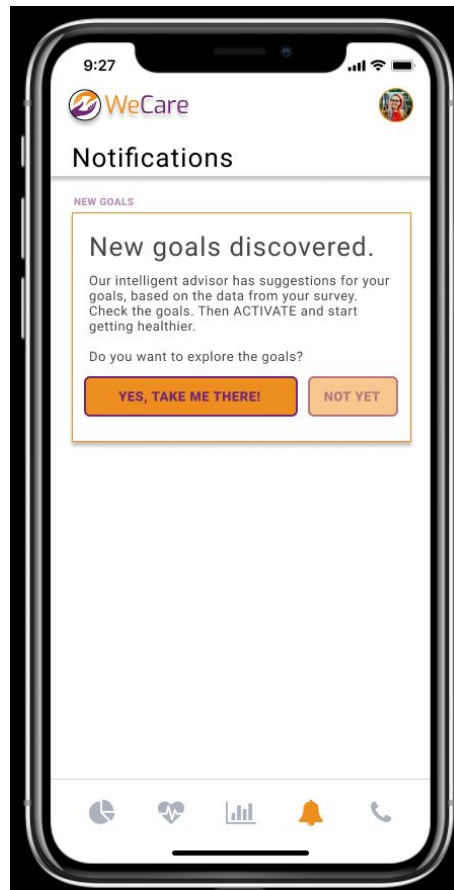 9:27
WeCare
Notifications
NEW GOALS
New goals discovered.
Our intelligent advisor has suggestions for your
goals, based on the data from your survey.
Check the goals. Then ACTIVATE and start
getting healthier.
Do you want to explore the goals?
YES, TAKE ME THERE!
NOT YET